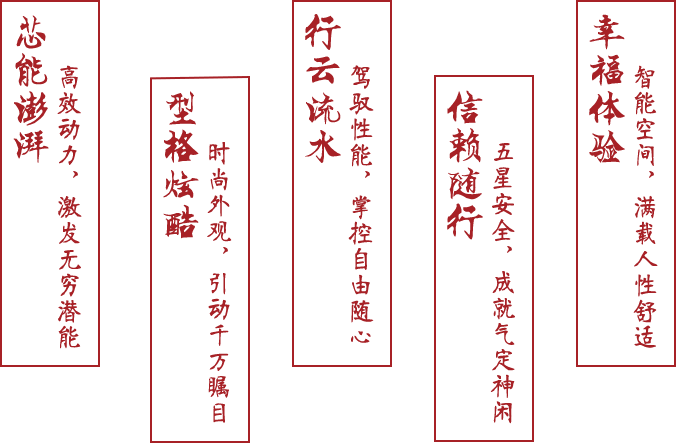 芯能澎湃
高效动力，激发无穷潜能
型格炫酷
时尚外观，引动千万瞩目
行云流水
驾驭性能，掌控自由随心
信赖随行
五星安全，成就气定神闲
幸福体验
智能空间，满载人性舒适